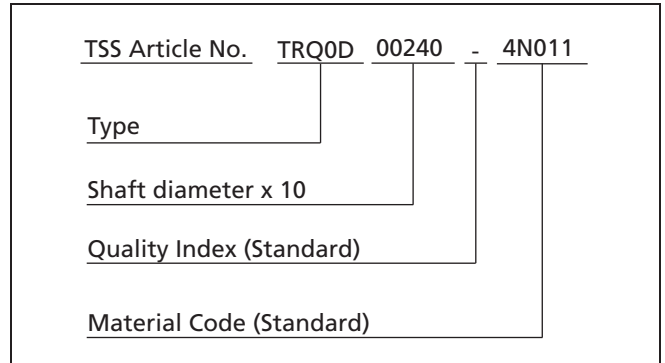 TSS Article No. TRQ0D 00240 - 4N011
Type
Shaft diameter x 10
Quality Index (Standard)
Material Code (Standard)